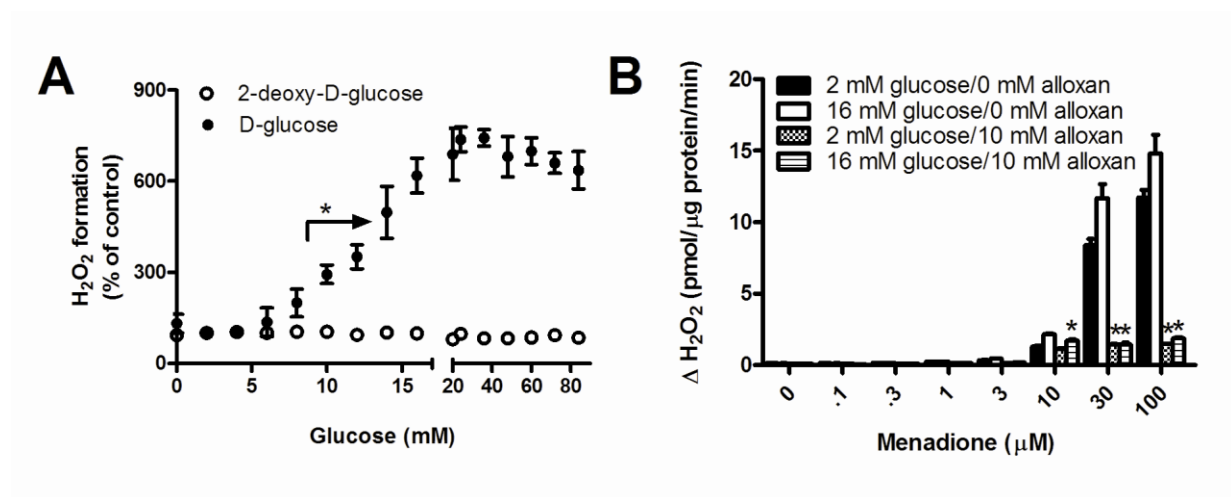 A
H₂O₂ formation
(% of control)
900
600
300
0
2-deoxy-D-glucose
D-glucose
*
0 5 10 15 20 40 60 80
Glucose (mM)
B
Δ H₂O₂ (pmol/μg protein/min)
20
15
10
5
0
2 mM glucose/0 mM alloxan
16 mM glucose/0 mM alloxan
2 mM glucose/10 mM alloxan
16 mM glucose/10 mM alloxan
* ** **
0 .1 .3 1 3 10 30 100
Menadione (μM)